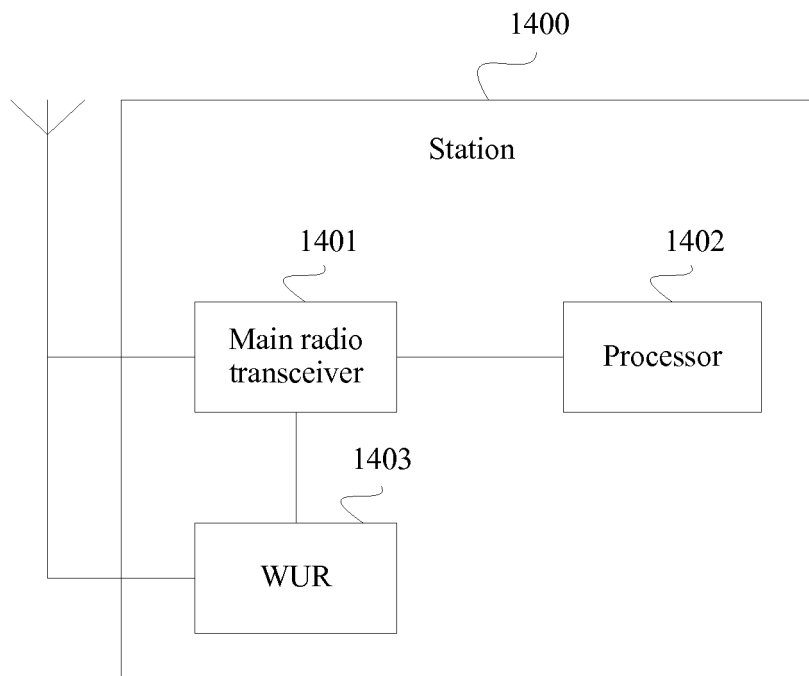 1400
Station
1401
1402
Main radio
transceiver
Processor
1403
WUR